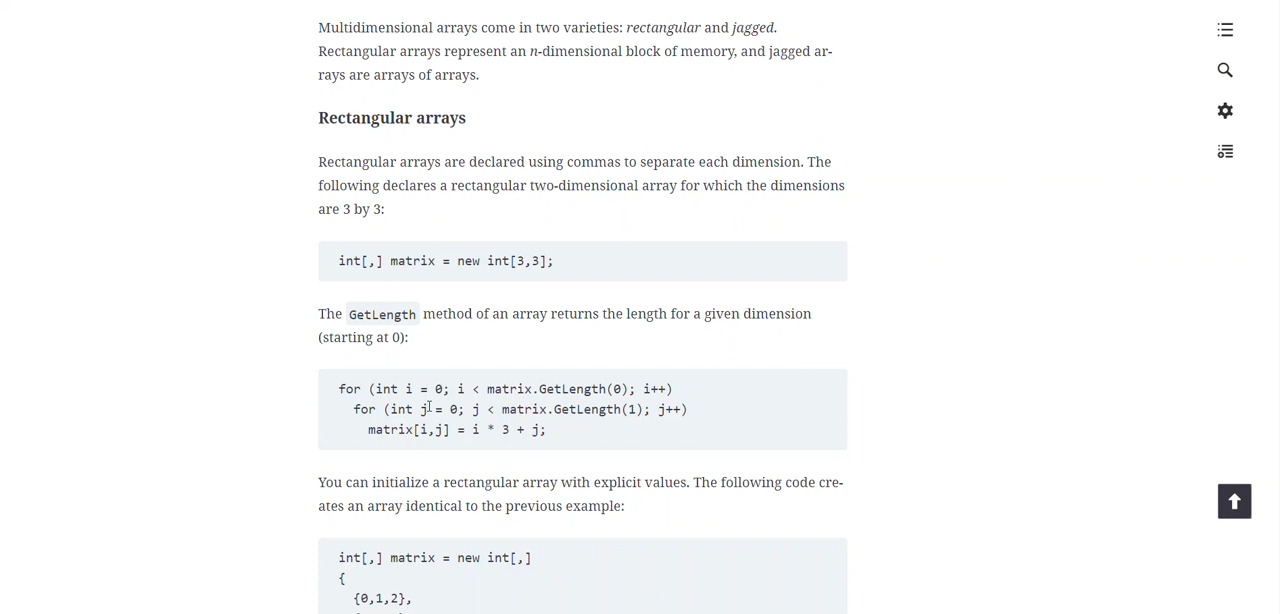 Multidimensional arrays come in two varieties: rectangular and jagged.
Rectangular arrays represent an n-dimensional block of memory, and jagged ar-
rays are arrays of arrays.
Rectangular arrays
Rectangular arrays are declared using commas to separate each dimension. The
following declares a rectangular two-dimensional array for which the dimensions
are 3 by 3:
int[,] matrix = new int[3,3];
The GetLength method of an array returns the length for a given dimension
(starting at 0):
for (int i = 0; i < matrix.GetLength(0); i++)
for (int j = 0; j < matrix.GetLength(1); j++)
matrix[i,j] = i * 3 + j;
You can initialize a rectangular array with explicit values. The following code cre-
ates an array identical to the previous example:
int[,] matrix = new int[,]
{
{0,1,2},